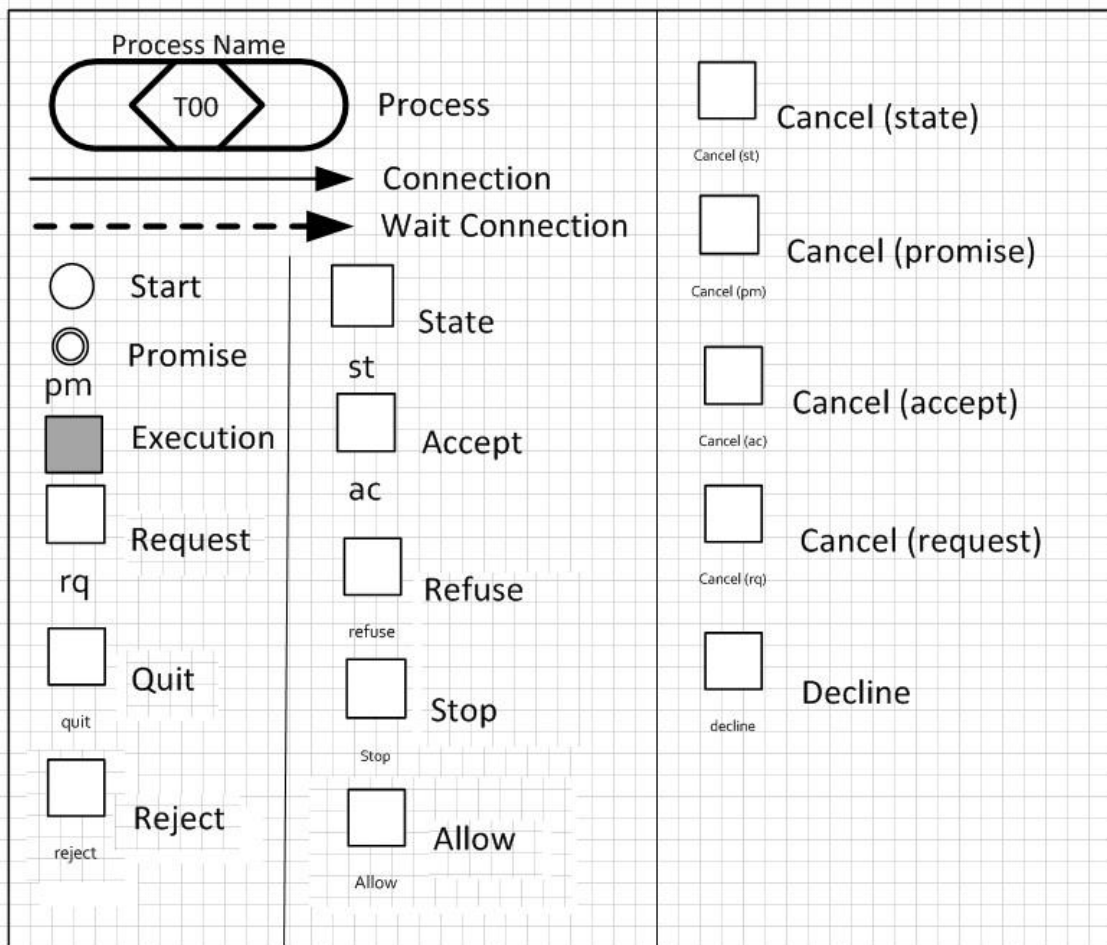 Process Name
T00
Process
Connection
Wait Connection
Start
Promise
pm
Execution
Request
rq
Quit
quit
Reject
reject
State
st
Accept
ac
Refuse
refuse
Stop
Stop
Allow
Allow
Cancel (state)
Cancel (st)
Cancel (promise)
Cancel (pm)
Cancel (accept)
Cancel (ac)
Cancel (request)
Cancel (rq)
Decline
decline